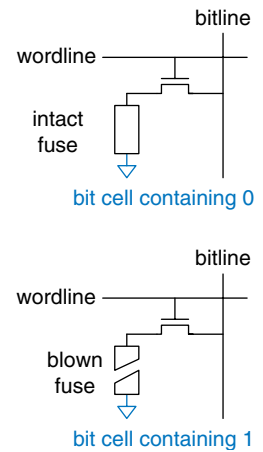 bitline
wordline
intact
fuse
bit cell containing 0
bitline
wordline
blown
fuse
bit cell containing 1